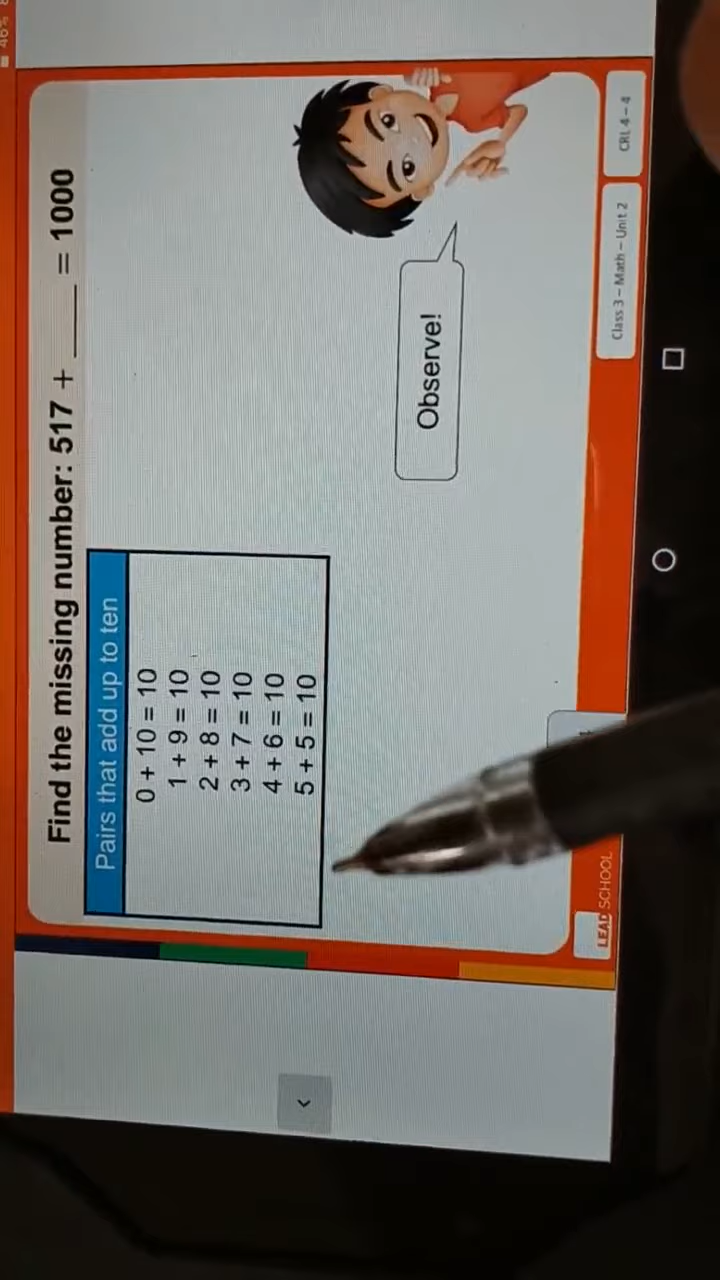 46%
Find the missing number: 517 + ____ = 1000
Pairs that add up to ten
0 + 10 = 10
1 + 9 = 10
2 + 8 = 10
3 + 7 = 10
4 + 6 = 10
5 + 5 = 10
Observe!
LEAD SCHOOL
Class 3 – Math – Unit 2
CRL 4 – 4